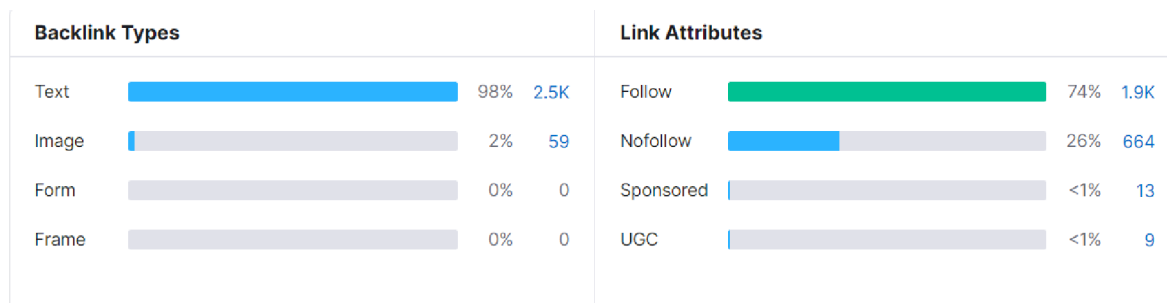 Backlink Types
Text 98% 2.5K
Image 2% 59
Form 0% 0
Frame 0% 0
Link Attributes
Follow 74% 1.9K
Nofollow 26% 664
Sponsored <1% 13
UGC <1% 9